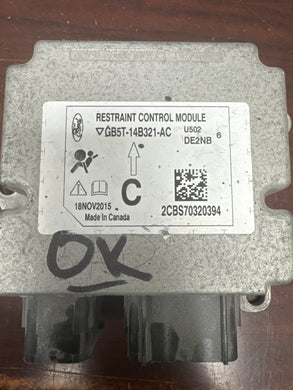 RESTRAINT CONTROL MODULE
GB5T-14B321-AC U502
DE2NB 6
C
18NOV2015
Made In Canada
2CBS70320394
OK